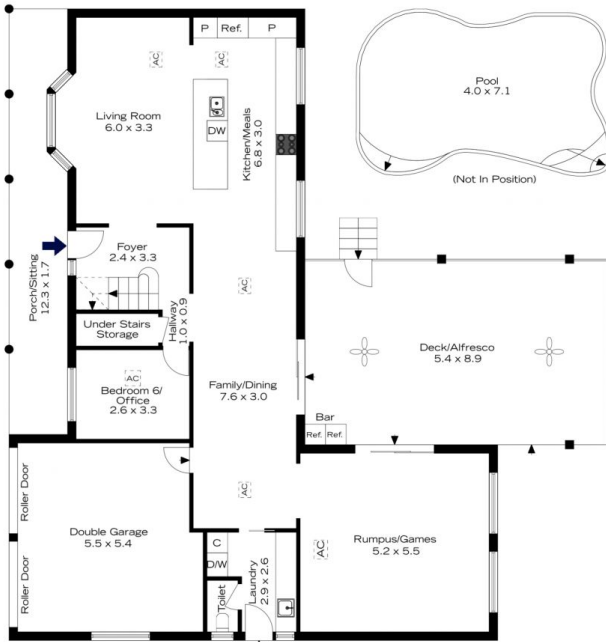 P Ref. P
AC
AC
Pool
4.0 x 7.1
(Not In Position)
Living Room
6.0 x 3.3
DW
Kitchen/Meals
6.8 x 3.0
Porch/Sitting
12.3 x 1.7
Foyer
2.4 x 3.3
Hallway
1.0 x 0.9
AC
Under Stairs
Storage
Deck/Alfresco
5.4 x 8.9
AC
Bedroom 6/
Office
2.6 x 3.3
Family/Dining
7.6 x 3.0
Bar
Ref. Ref.
Roller Door
Roller Door
Double Garage
5.5 x 5.4
AC
Rumpus/Games
5.2 x 5.5
AC
C
D/W
Laundry
2.9 x 2.6
Toilet